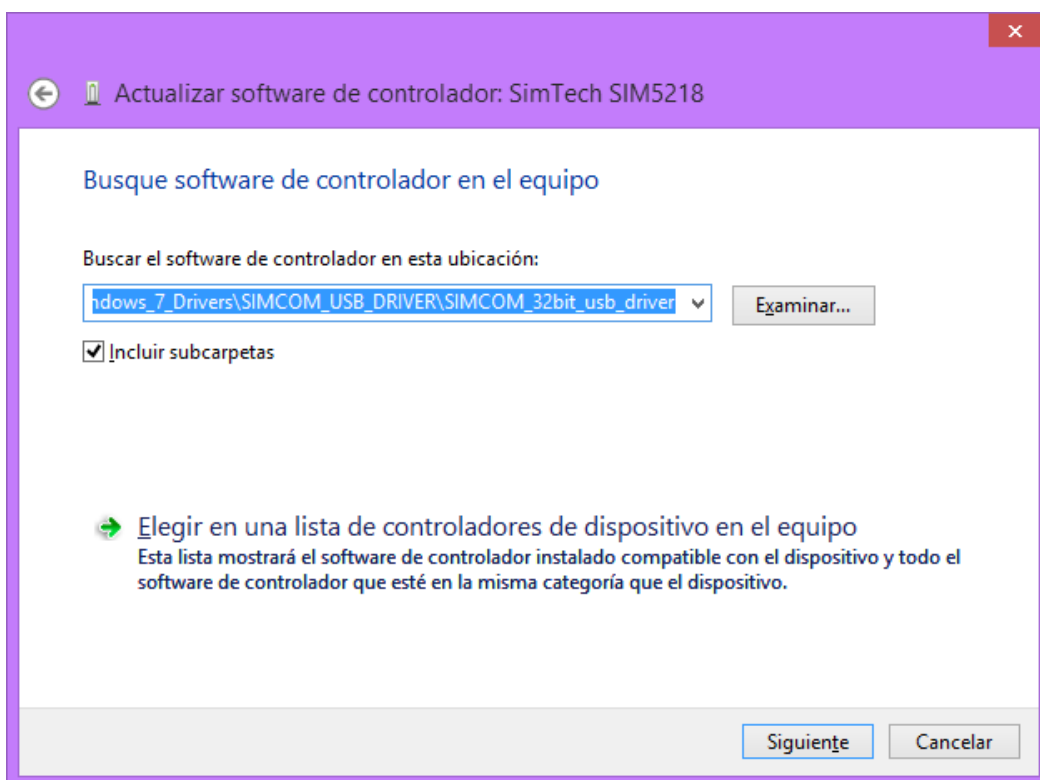 Actualizar software de controlador: SimTech SIM5218
Busque software de controlador en el equipo
Buscar el software de controlador en esta ubicación:
ndows_7_Drivers\SIMCOM_USB_DRIVER\SIMCOM_32bit_usb_driver
Examinar...
Incluir subcarpetas
Elegir en una lista de controladores de dispositivo en el equipo
Esta lista mostrará el software de controlador instalado compatible con el dispositivo y todo el
software de controlador que esté en la misma categoría que el dispositivo.
Siguiente
Cancelar